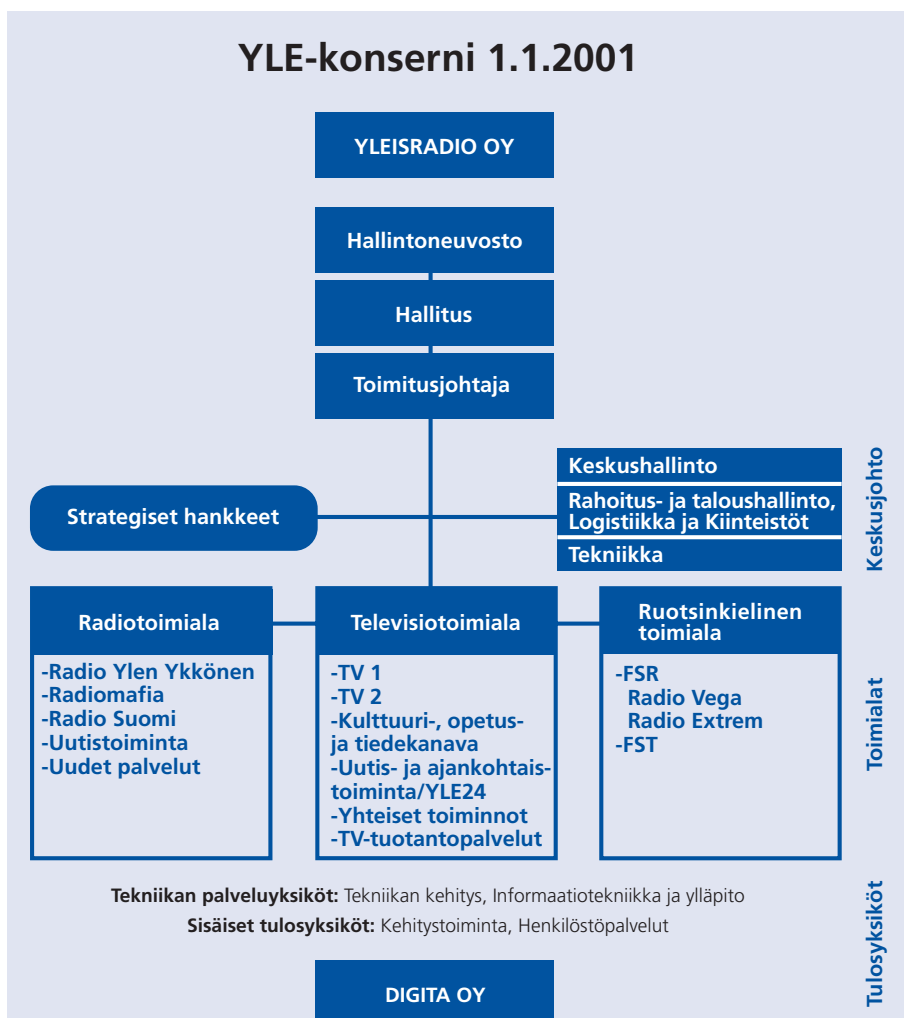 YLE-konserni 1.1.2001
YLEISRADIO OY
Hallintoneuvosto
Hallitus
Toimitusjohtaja
Strategiset hankkeet
Keskushallinto
Rahoitus- ja taloushallinto,
Logistiikka ja Kiinteistöt
Tekniikka
Keskusjohto
Radiotoimiala
-Radio Ylen Ykkönen
-Radiomafia
-Radio Suomi
-Uutistoiminta
-Uudet palvelut
Televisiotoimiala
-TV 1
-TV 2
-Kulttuuri-, opetus-
ja tiedekanava
-Uutis- ja ajankohtais-
toiminta/YLE24
-Yhteiset toiminnot
-TV-tuotantopalvelut
Ruotsinkielinen
toimiala
-FSR
Radio Vega
Radio Extrem
-FST
Toimialat
Tekniikan palveluyksiköt: Tekniikan kehitys, Informaatiotekniikka ja ylläpito
Sisäiset tulosyksiköt: Kehitystoiminta, Henkilöstöpalvelut
Tulosyksiköt
DIGITA OY